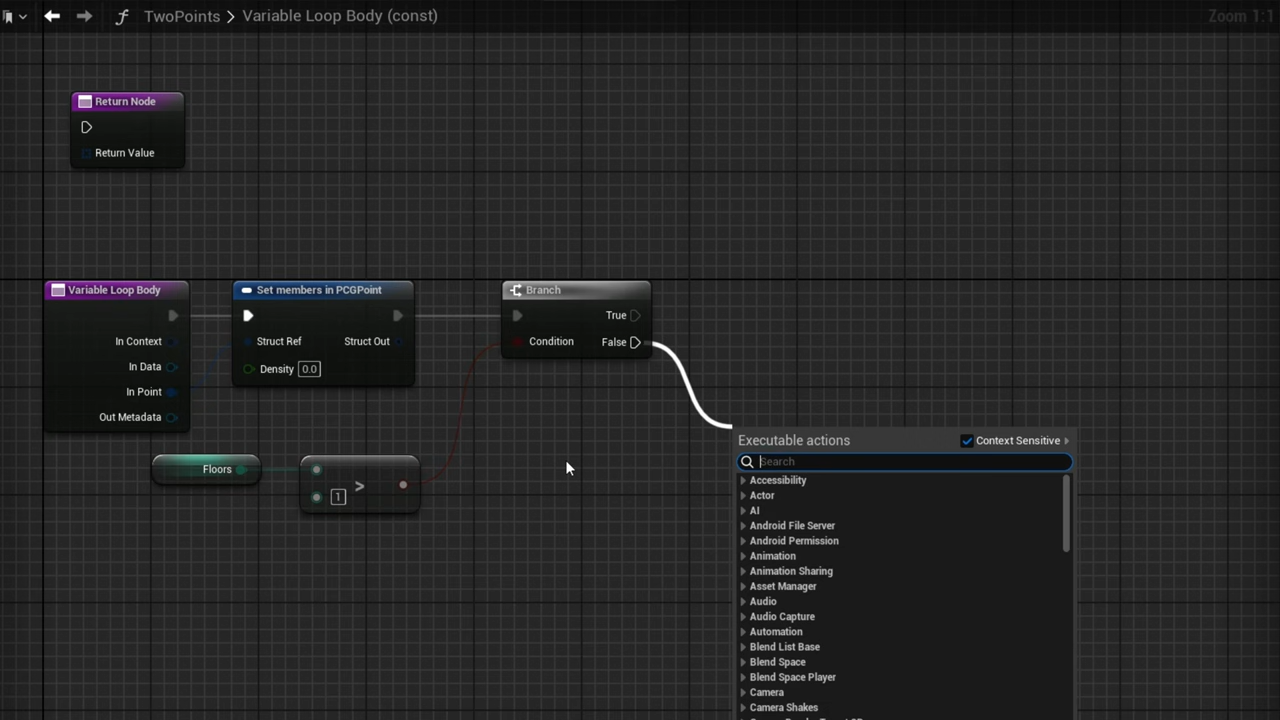 TwoPoints > Variable Loop Body (const)
Zoom 1:1
Return Node
Return Value
Variable Loop Body
In Context
In Data
In Point
Out Metadata
Set members in PCGPoint
Struct Ref
Struct Out
Density 0.0
Branch
True
Condition
False
Floors
>
1
Executable actions
Context Sensitive
Search
Accessibility
Actor
AI
Android File Server
Android Permission
Animation
Animation Sharing
Asset Manager
Audio
Audio Capture
Automation
Blend List Base
Blend Space
Blend Space Player
Camera
Camera Shakes